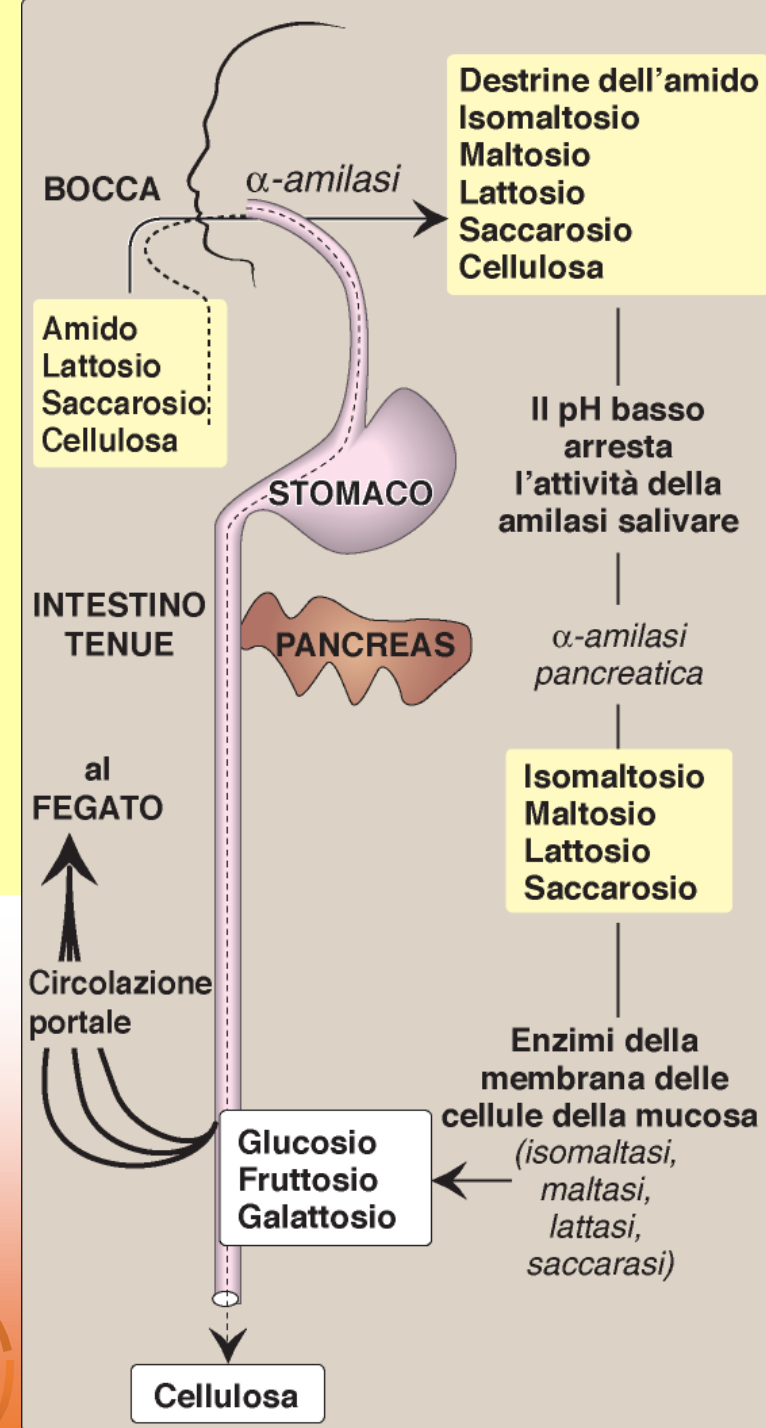 BOCCA
α-amilasi
Destrine dell'amido
Isomaltosio
Maltosio
Lattosio
Saccarosio
Cellulosa
Amido
Lattosio
Saccarosio
Cellulosa
Il pH basso
arresta
l'attività della
amilasi salivare
STOMACO
INTESTINO
TENUE
PANCREAS
α-amilasi
pancreatica
Isomaltosio
Maltosio
Lattosio
Saccarosio
al
FEGATO
Circolazione
portale
Enzimi della
membrana delle
cellule della mucosa
(isomaltasi,
maltasi,
lattasi,
saccarasi)
Glucosio
Fruttosio
Galattosio
Cellulosa